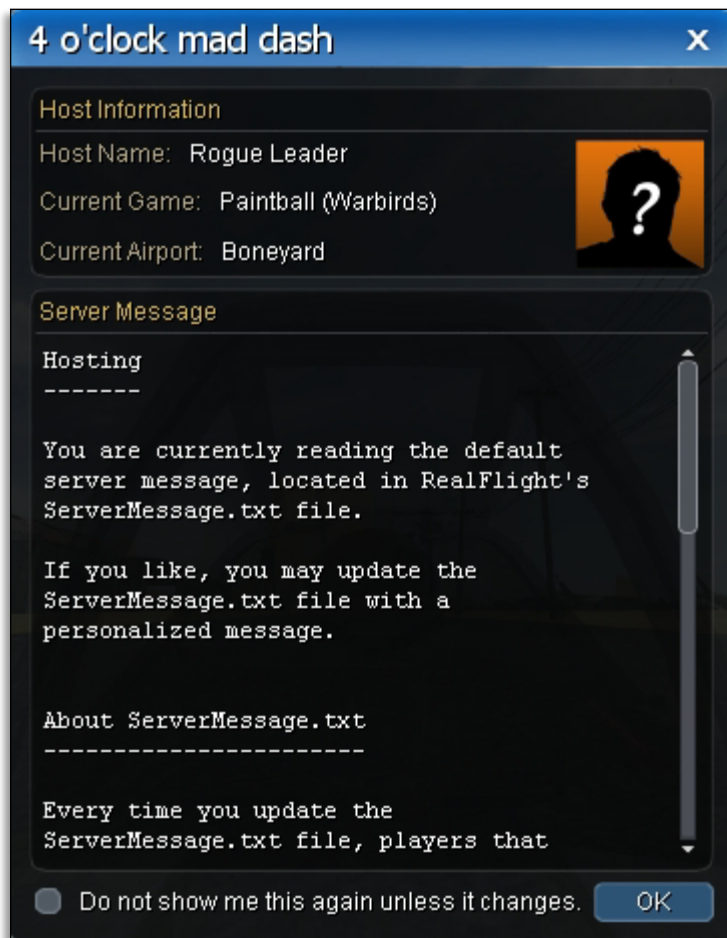 4 o'clock mad dash X
Host Information
Host Name: Rogue Leader
Current Game: Paintball (Warbirds)
Current Airport: Boneyard
?
Server Message
Hosting
-------
You are currently reading the default
server message, located in RealFlight's
ServerMessage.txt file.
If you like, you may update the
ServerMessage.txt file with a
personalized message.
About ServerMessage.txt
-----------------------
Every time you update the
ServerMessage.txt file, players that
Do not show me this again unless it changes. OK